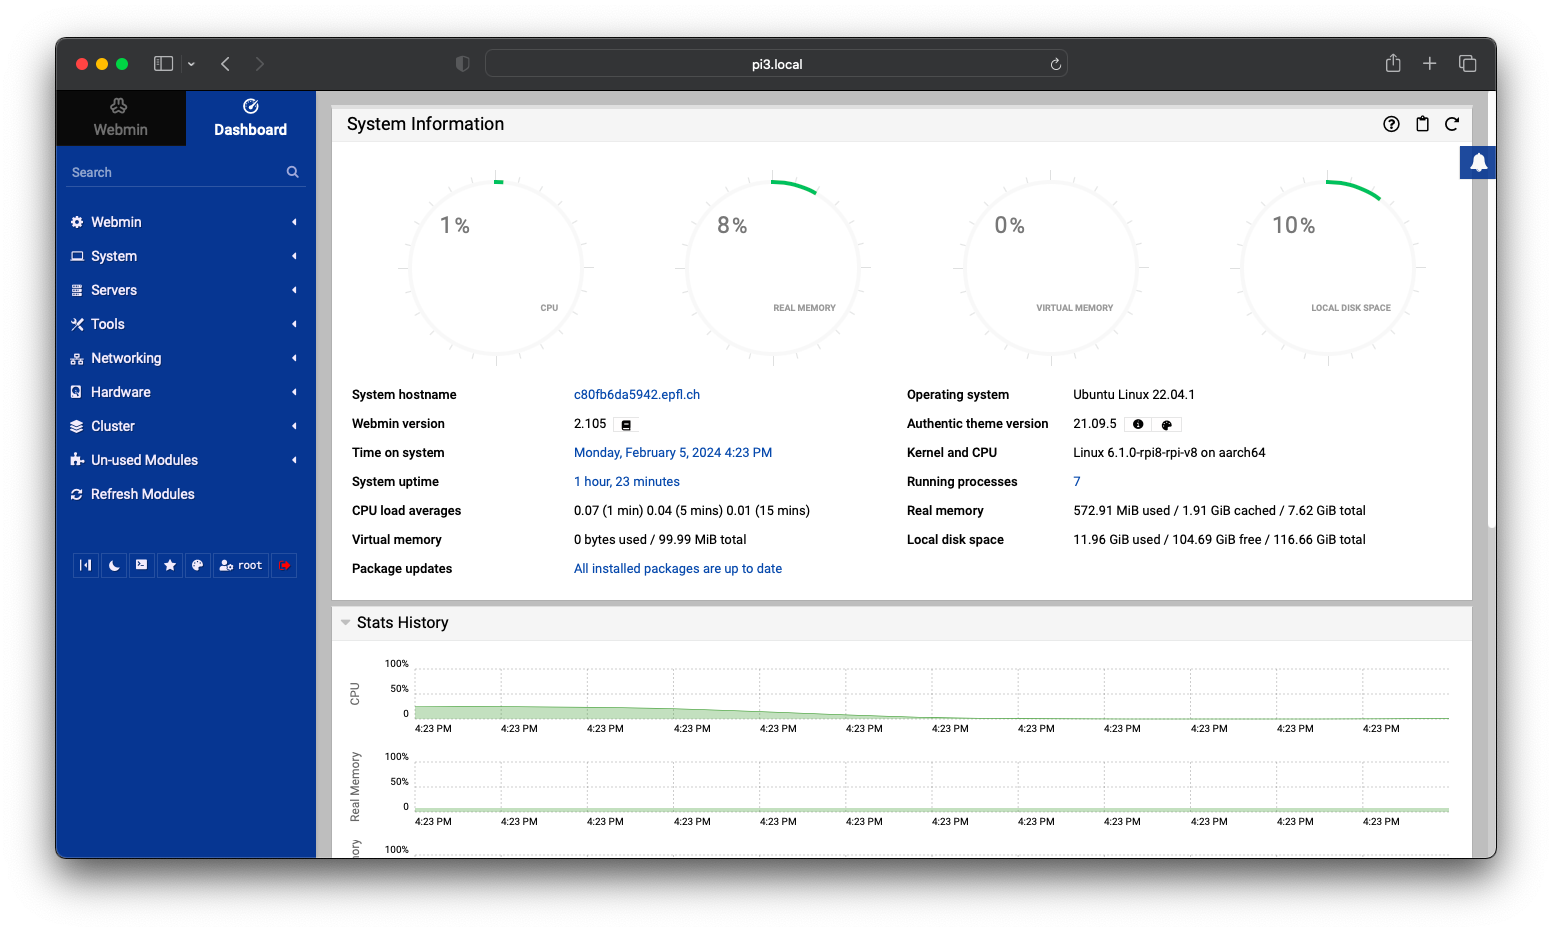 pi3.local
Webmin
Dashboard
Search
Webmin
System
Servers
Tools
Networking
Hardware
Cluster
Un-used Modules
Refresh Modules
root
System Information
1%
CPU
8%
REAL MEMORY
0%
VIRTUAL MEMORY
10%
LOCAL DISK SPACE
System hostname c80fb6da5942.epfl.ch Operating system Ubuntu Linux 22.04.1
Webmin version 2.105 Authentic theme version 21.09.5
Time on system Monday, February 5, 2024 4:23 PM Kernel and CPU Linux 6.1.0-rpi8-rpi-v8 on aarch64
System uptime 1 hour, 23 minutes Running processes 7
CPU load averages 0.07 (1 min) 0.04 (5 mins) 0.01 (15 mins) Real memory 572.91 MiB used / 1.91 GiB cached / 7.62 GiB total
Virtual memory 0 bytes used / 99.99 MiB total Local disk space 11.96 GiB used / 104.69 GiB free / 116.66 GiB total
Package updates All installed packages are up to date
Stats History
CPU
100%
50%
0
4:23 PM 4:23 PM 4:23 PM 4:23 PM 4:23 PM 4:23 PM 4:23 PM 4:23 PM 4:23 PM 4:23 PM 4:23 PM 4:23 PM
Real Memory
100%
50%
0
4:23 PM 4:23 PM 4:23 PM 4:23 PM 4:23 PM 4:23 PM 4:23 PM 4:23 PM 4:23 PM 4:23 PM 4:23 PM 4:23 PM
100%